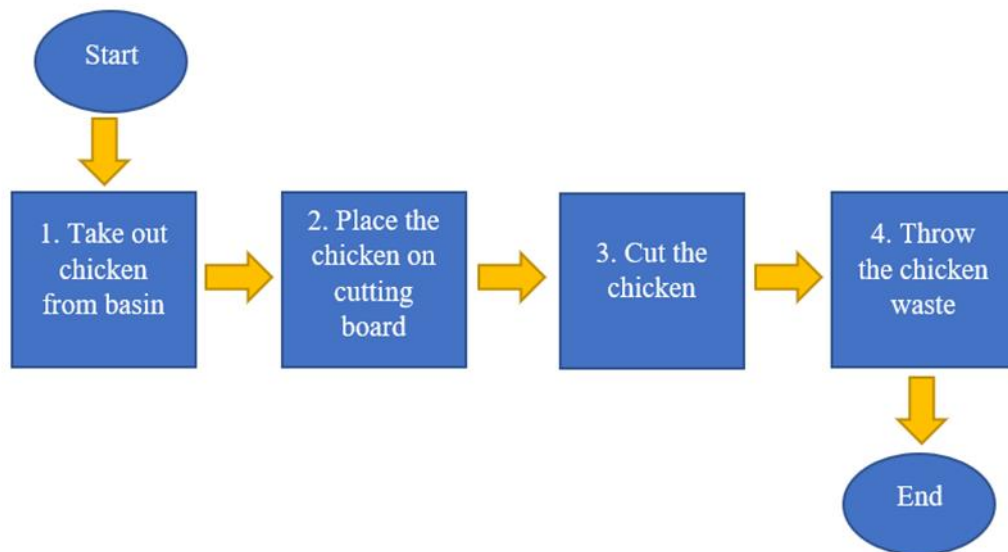 Start
1. Take out
chicken
from basin
2. Place the
chicken on
cutting
board
3. Cut the
chicken
4. Throw
the chicken
waste
End